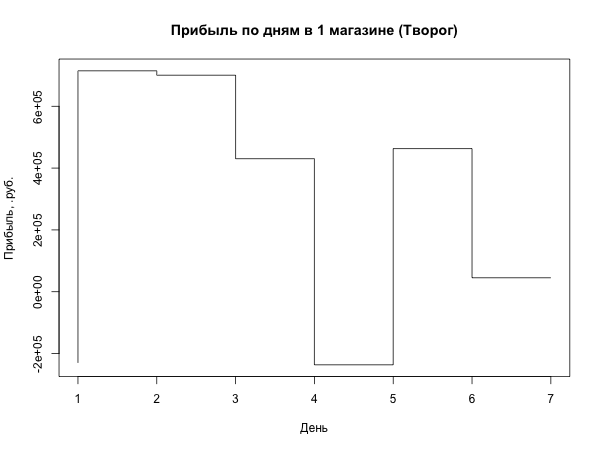 Прибыль по дням в 1 магазине (Творог)
Прибыль, .руб.
6e+05
4e+05
2e+05
0e+00
-2e+05
1 2 3 4 5 6 7
День